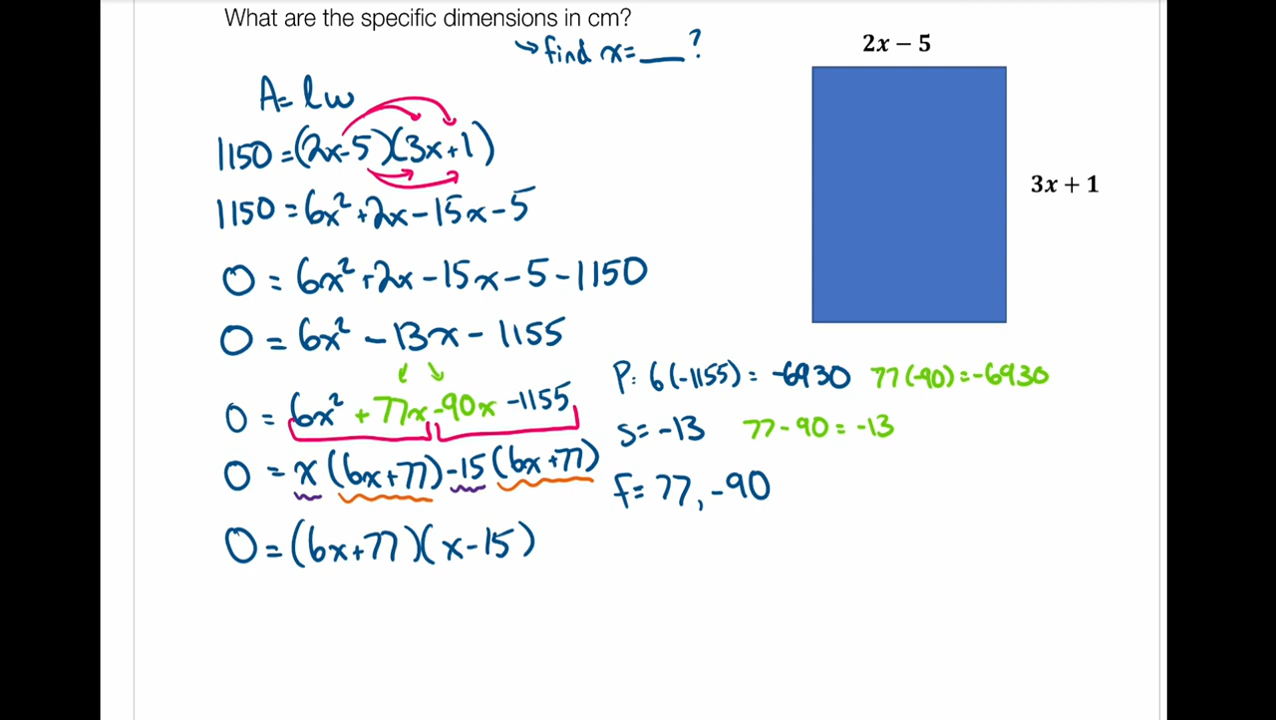 What are the specific dimensions in cm?
↪find x=___?
2x − 5
A= lw
1150=(2x-5)(3x+1)
3x + 1
1150=6x²+2x-15x-5
0=6x²+2x-15x-5-1150
0=6x²-13x-1155
P: 6(-1155)=-6930 77(-90)=-6930
0=6x²+77x-90x-1155
S=-13 77-90=-13
0=x(6x+77)-15(6x+77)
f=77,-90
0=(6x+77)(x-15)